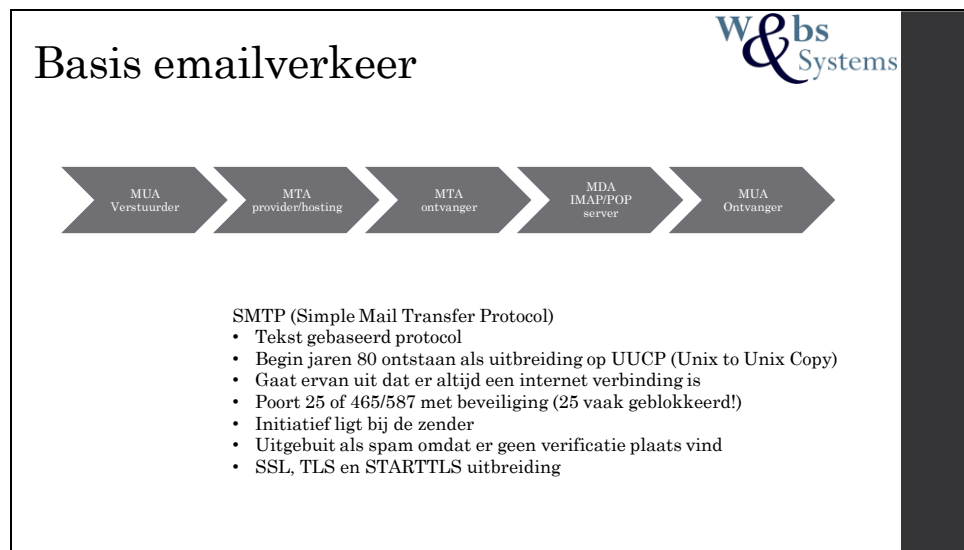 Basis emailverkeer
W&bs
Systems
MUA
Verstuurder
MTA
provider/hosting
MTA
ontvanger
MDA
IMAP/POP
server
MUA
Ontvanger
SMTP (Simple Mail Transfer Protocol)
• Tekst gebaseerd protocol
• Begin jaren 80 ontstaan als uitbreiding op UUCP (Unix to Unix Copy)
• Gaat ervan uit dat er altijd een internet verbinding is
• Poort 25 of 465/587 met beveiliging (25 vaak geblokkeerd!)
• Initiatief ligt bij de zender
• Uitgebuit als spam omdat er geen verificatie plaats vind
• SSL, TLS en STARTTLS uitbreiding